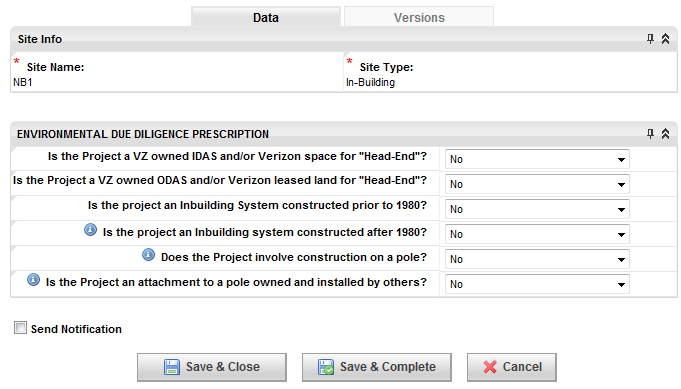 Data Versions
Site Info
* Site Name: * Site Type:
NB1 In-Building
ENVIRONMENTAL DUE DILIGENCE PRESCRIPTION
Is the Project a VZ owned IDAS and/or Verizon space for "Head-End"? No
Is the Project a VZ owned ODAS and/or Verizon leased land for "Head-End"? No
Is the project an Inbuilding System constructed prior to 1980? No
Is the project an Inbuilding system constructed after 1980? No
Does the Project involve construction on a pole? No
Is the Project an attachment to a pole owned and installed by others? No
Send Notification
Save & Close Save & Complete Cancel